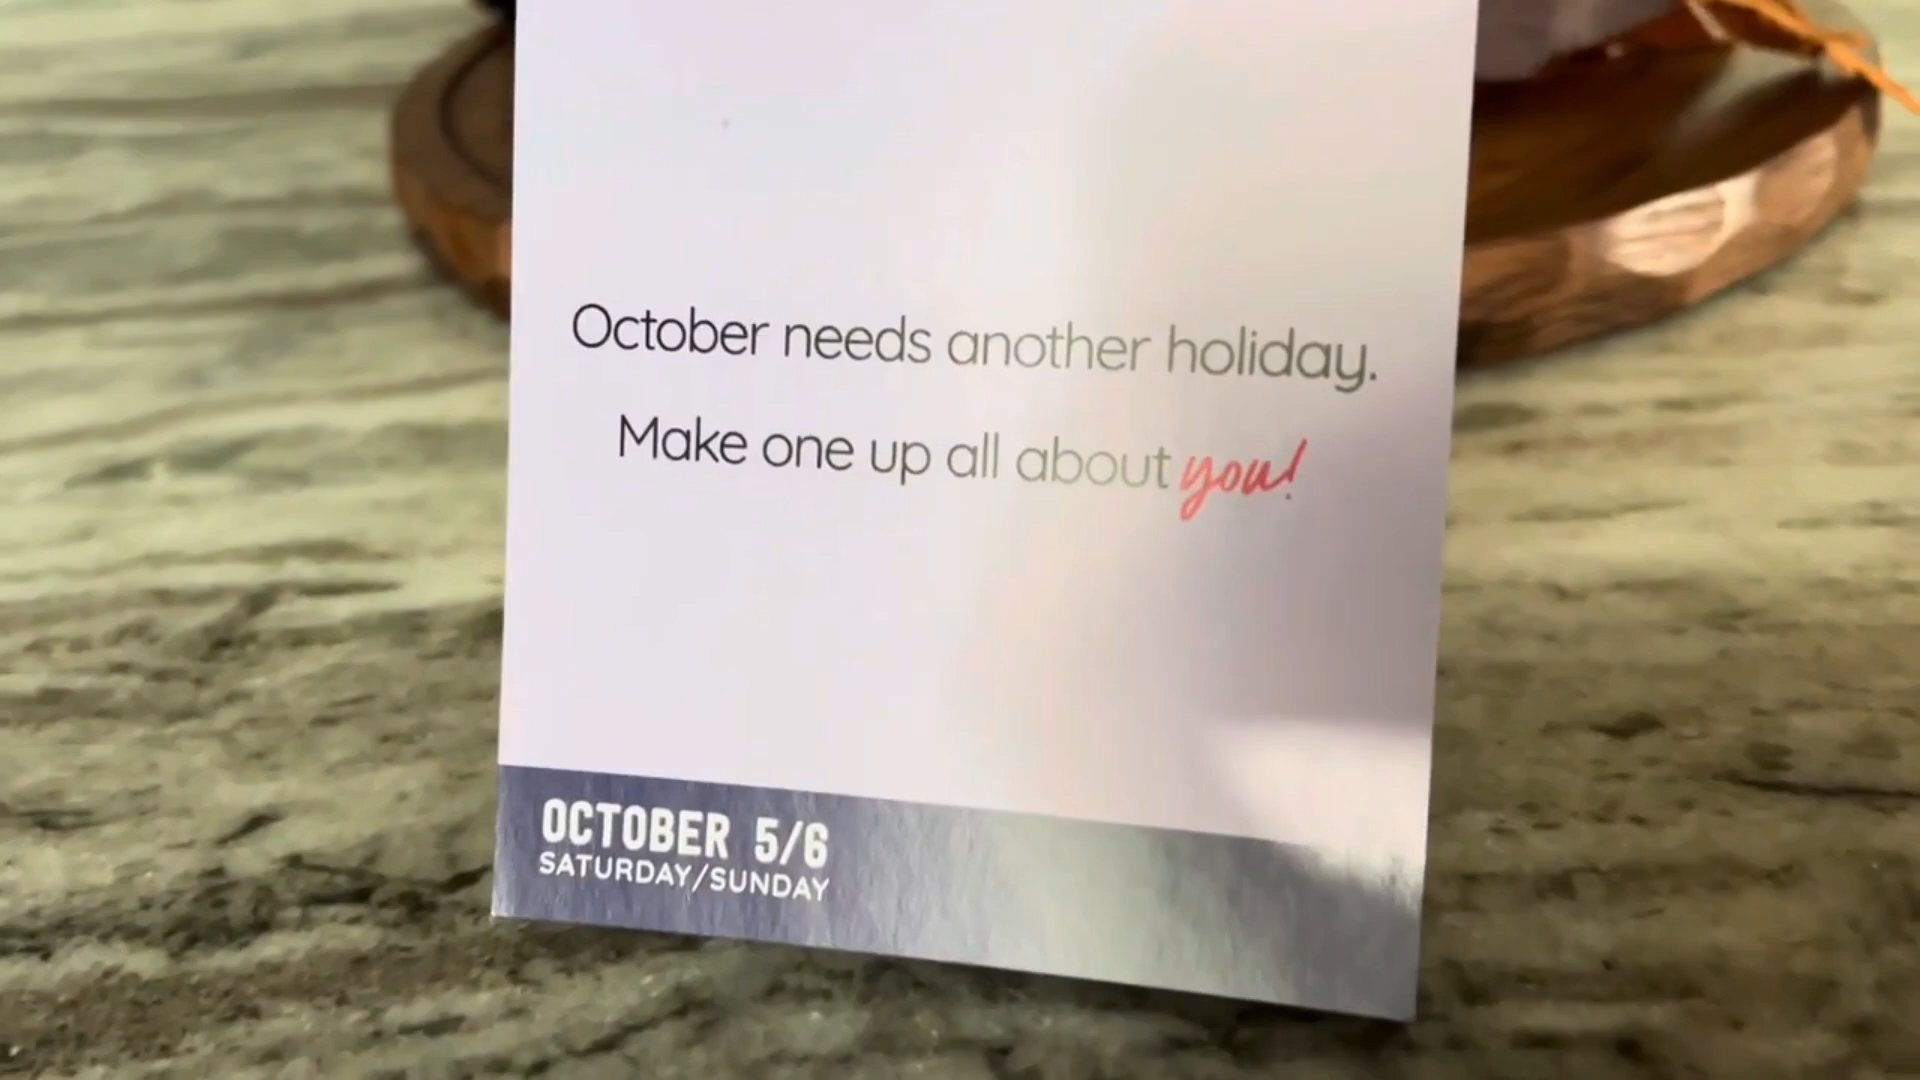 October needs another holiday.
Make one up all about you!
OCTOBER 5/6
SATURDAY/SUNDAY